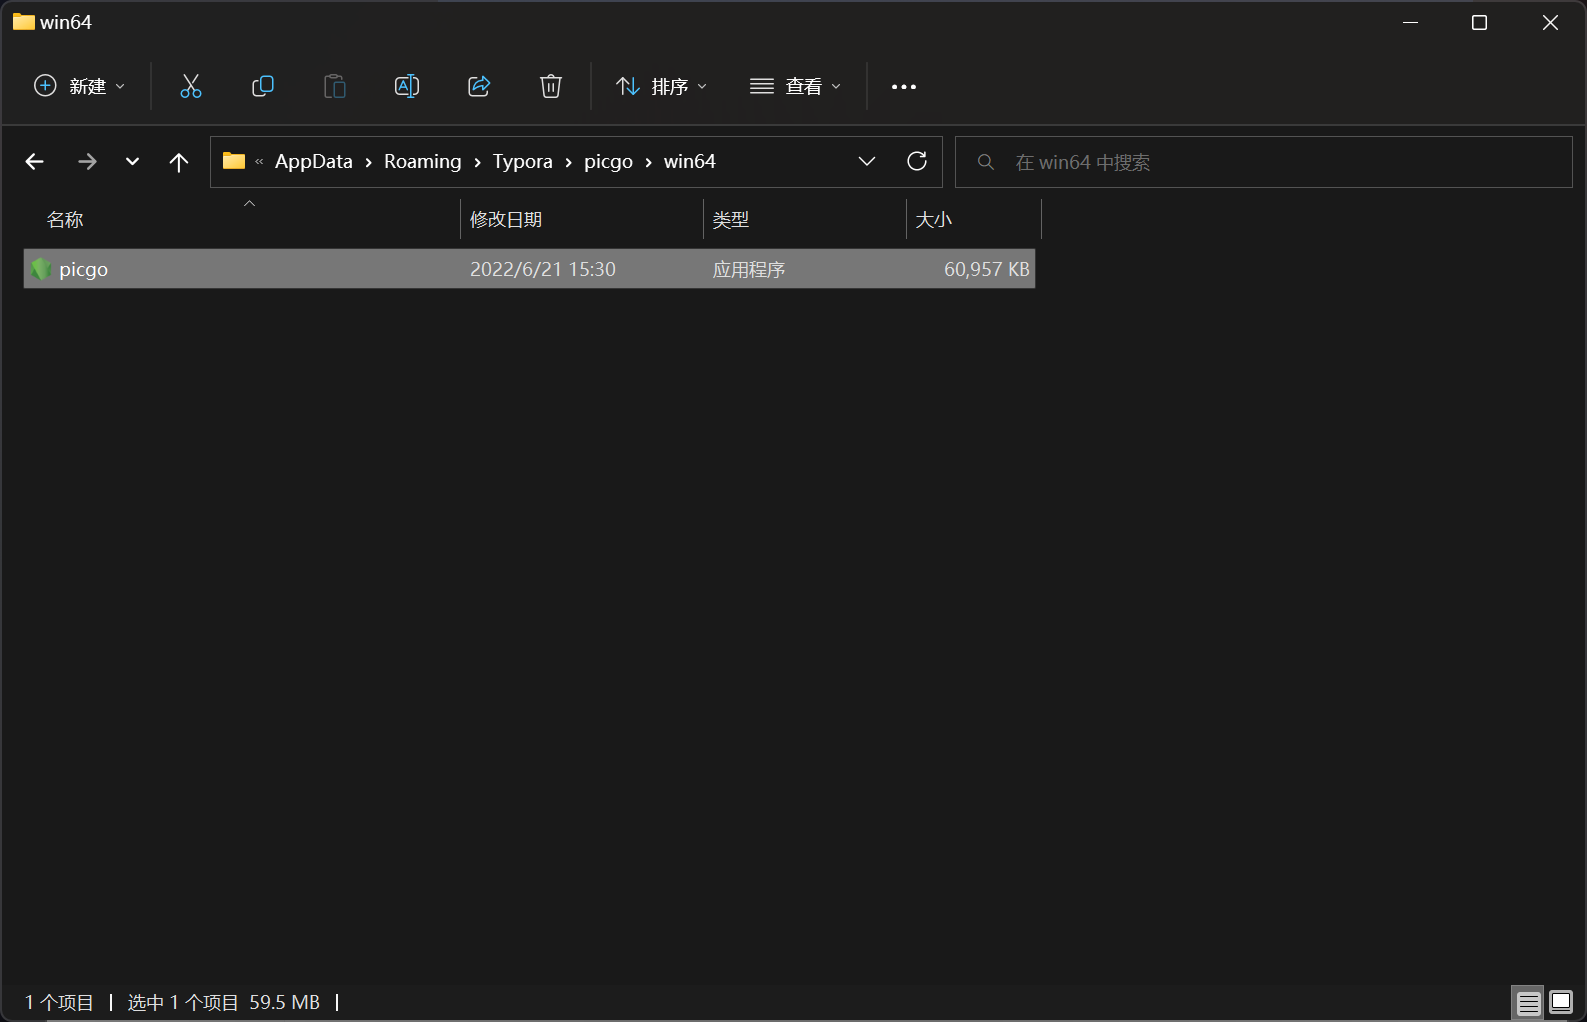 win64
新建 排序 查看
« AppData › Roaming › Typora › picgo › win64 在 win64 中搜索
名称 修改日期 类型 大小
picgo 2022/6/21 15:30 应用程序 60,957 KB
1 个项目 | 选中 1 个项目 59.5 MB |